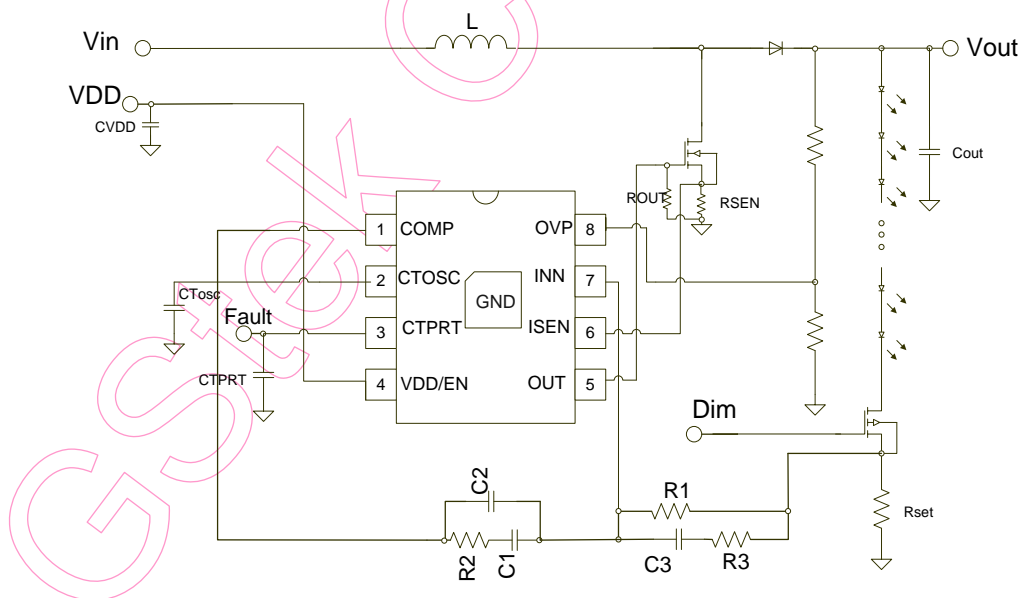 L
Vin
Vout
VDD
CVDD
Cout
ROUT
RSEN
1 COMP OVP 8
2 CTOSC INN 7
GND
3 CTPRT ISEN 6
4 VDD/EN OUT 5
CTosc
Fault
CTPRT
Dim
C2
R1
Rset
R2
C1
C3
R3
GStek C